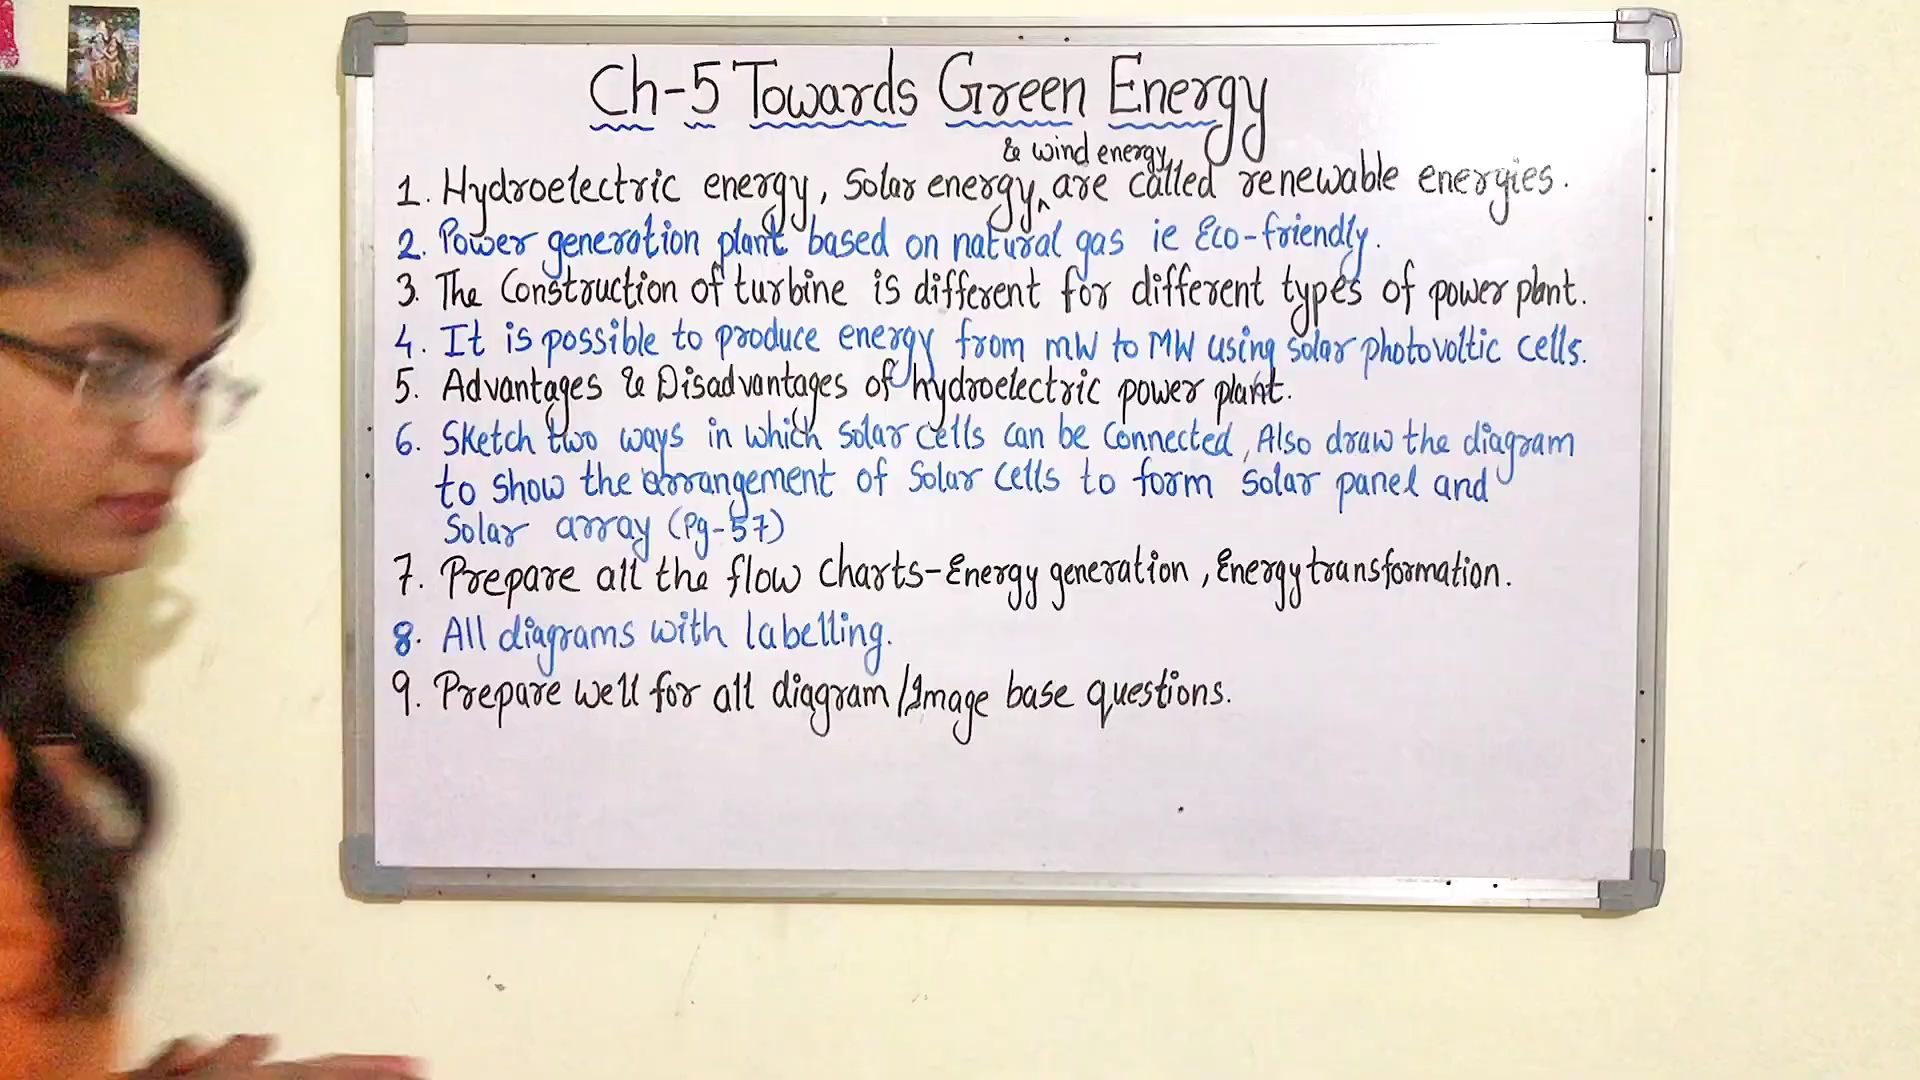 Ch-5 Towards Green Energy
& wind energy
1. Hydroelectric energy, Solar energy ^ are called renewable energies.
2. Power generation plant based on natural gas ie Eco-friendly.
3. The Construction of turbine is different for different types of power plant.
4. It is possible to produce energy from mW to MW using solar photovoltic cells.
5. Advantages & Disadvantages of hydroelectric power plant.
6. Sketch two ways in which Solar cells can be connected, Also draw the diagram
to show the arrangement of Solar cells to form Solar panel and
Solar array (Pg-57)
7. Prepare all the flow charts-Energy generation, Energy transformation.
8. All diagrams with labelling.
9. Prepare well for all diagram/Image base questions.